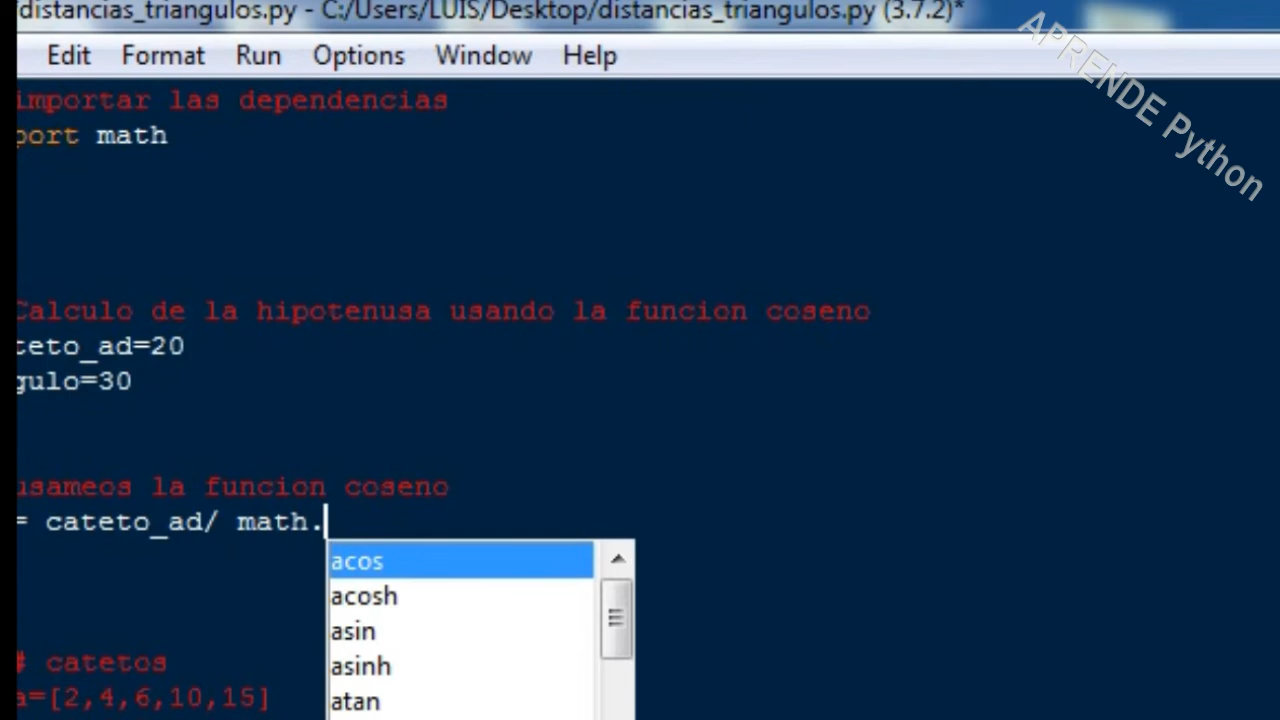 distancias_triangulos.py - C:/Users/LUIS/Desktop/distancias_triangulos.py (3.7.2)*
APRENDE Python
Edit Format Run Options Window Help
importar las dependencias
port math
Calculo de la hipotenusa usando la funcion coseno
teto_ad=20
gulo=30
usameos la funcion coseno
= cateto_ad/ math.
acos
acosh
asin
asinh
atan
# catetos
a=[2,4,6,10,15]